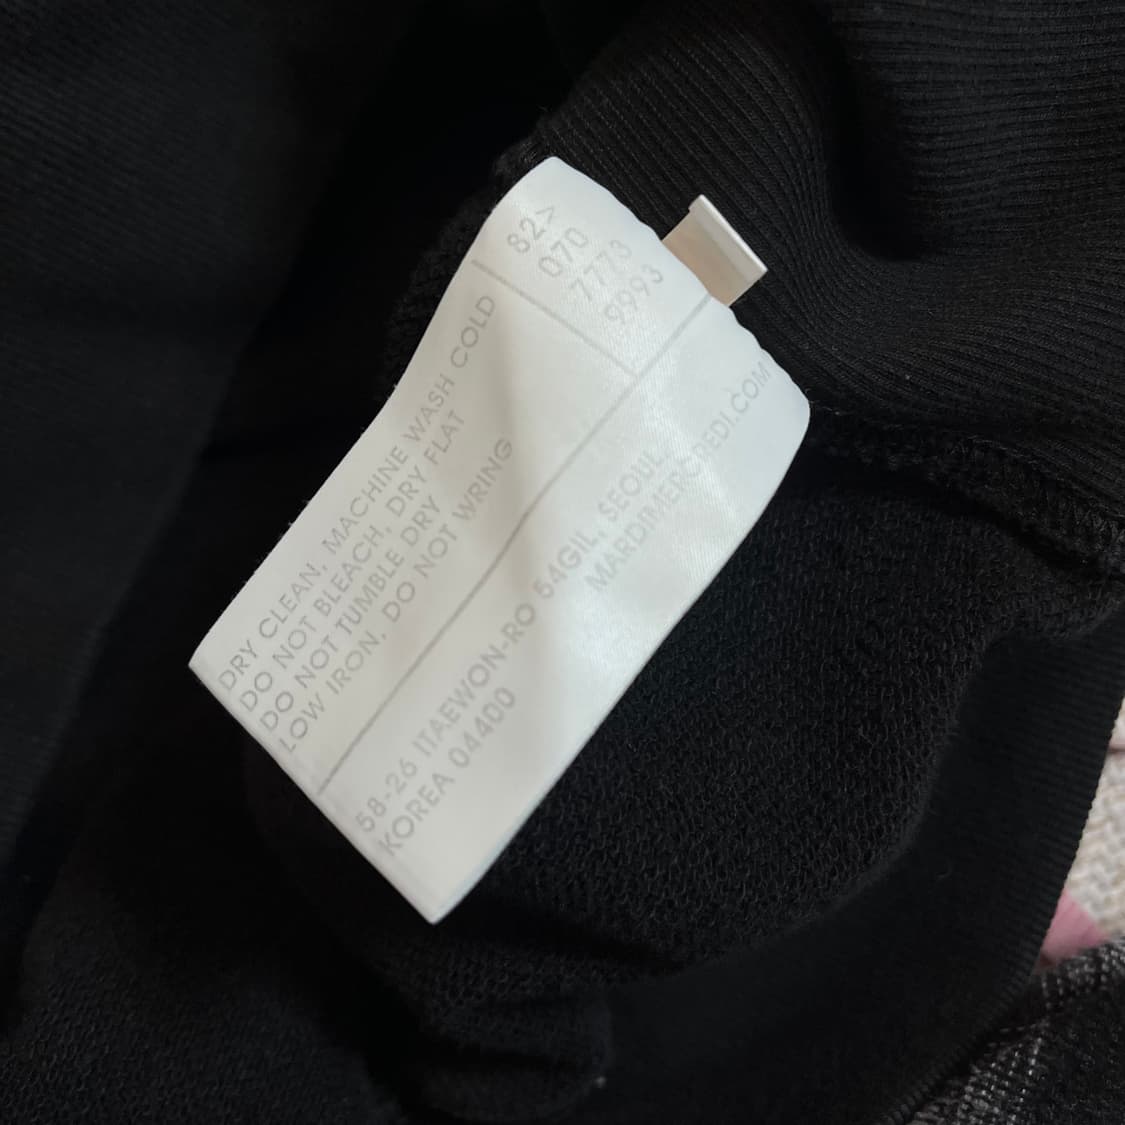 82>
070
7773
9993
DRY CLEAN, MACHINE WASH COLD
DO NOT BLEACH, DRY FLAT
DO NOT TUMBLE DRY
LOW IRON, DO NOT WRING
58-26 ITAEWON-RO 54GIL, SEOUL
KOREA 04400
MARDIMERCREDI.COM